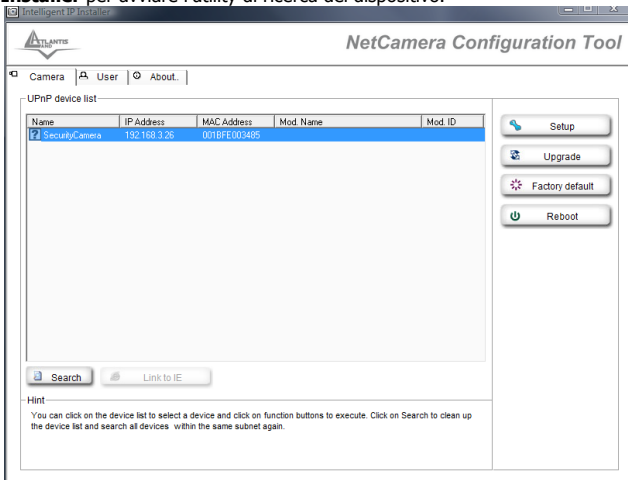 Installer per avviare l'utility di ricerca del dispositivo.
Intelligent IP Installer
ATLANTIS
LAND
NetCamera Configuration Tool
Camera User About..
UPnP device list
Name IP Address MAC Address Mod. Name Mod. ID
SecurityCamera 192.168.3.26 001BFE003485
Setup
Upgrade
Factory default
Reboot
Search Link to IE
Hint
You can click on the device list to select a device and click on function buttons to execute. Click on Search to clean up
the device list and search all devices within the same subnet again.